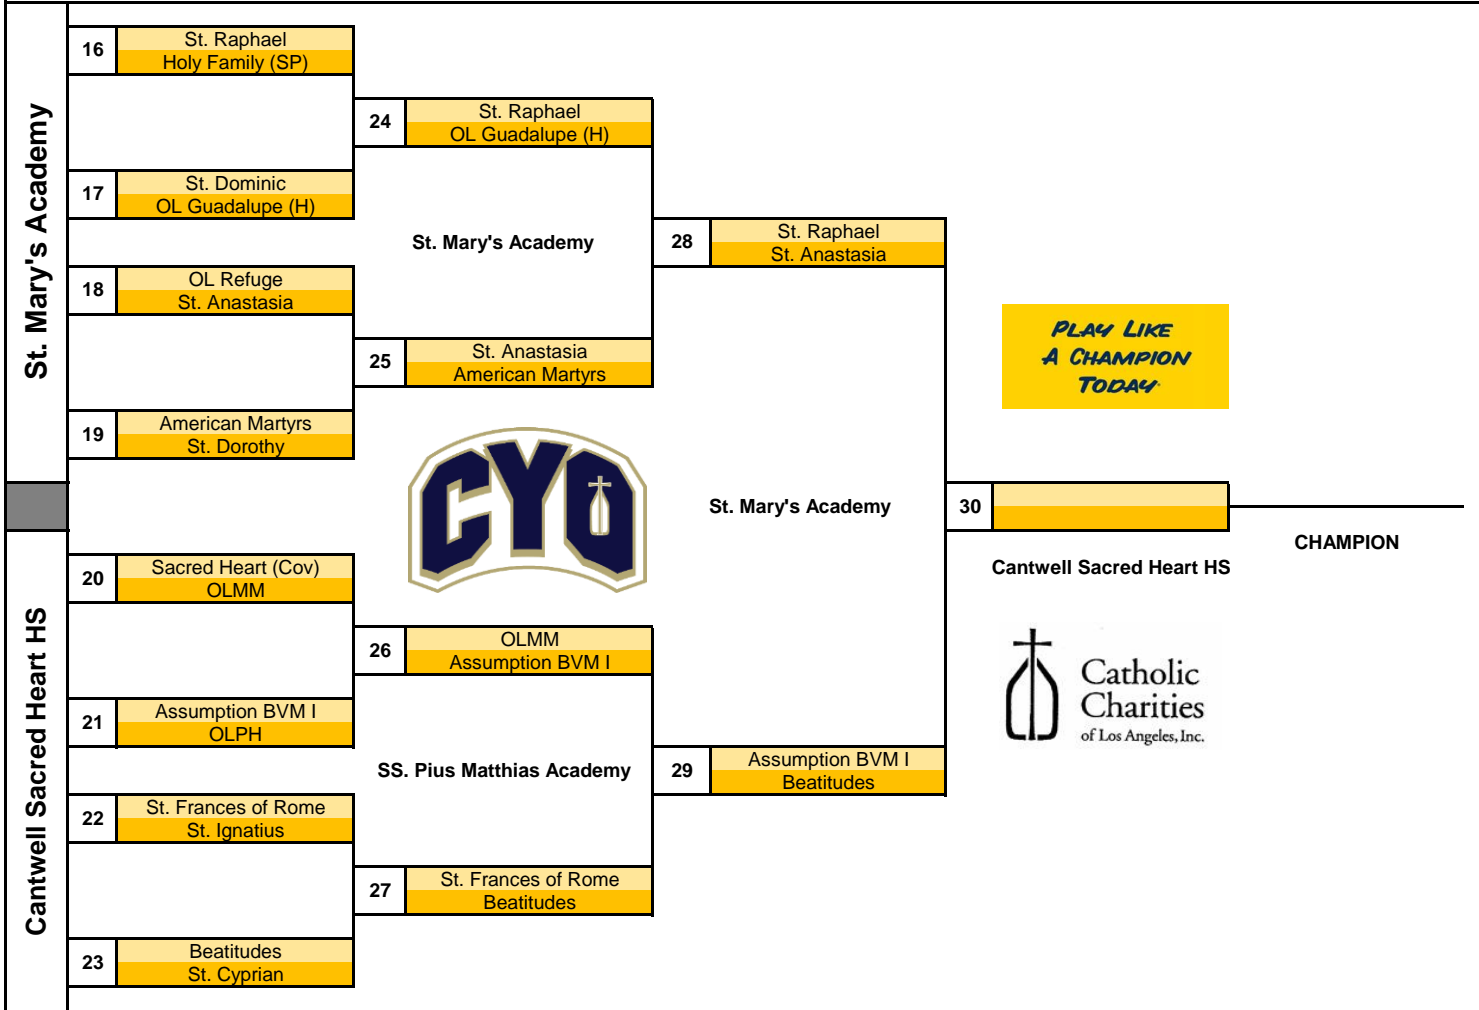 St. Mary's Academy
16
St. Raphael
Holy Family (SP)
24
St. Raphael
OL Guadalupe (H)
17
St. Dominic
OL Guadalupe (H)
St. Mary's Academy
28
St. Raphael
St. Anastasia
18
OL Refuge
St. Anastasia
PLAY LIKE
A CHAMPION
TODAY
25
St. Anastasia
American Martyrs
19
American Martyrs
St. Dorothy
CYO
St. Mary's Academy
30
CHAMPION
Cantwell Sacred Heart HS
Cantwell Sacred Heart HS
20
Sacred Heart (Cov)
OLMM
26
OLMM
Assumption BVM I
Catholic
Charities
of Los Angeles, Inc.
21
Assumption BVM I
OLPH
SS. Pius Matthias Academy
29
Assumption BVM I
Beatitudes
22
St. Frances of Rome
St. Ignatius
27
St. Frances of Rome
Beatitudes
23
Beatitudes
St. Cyprian